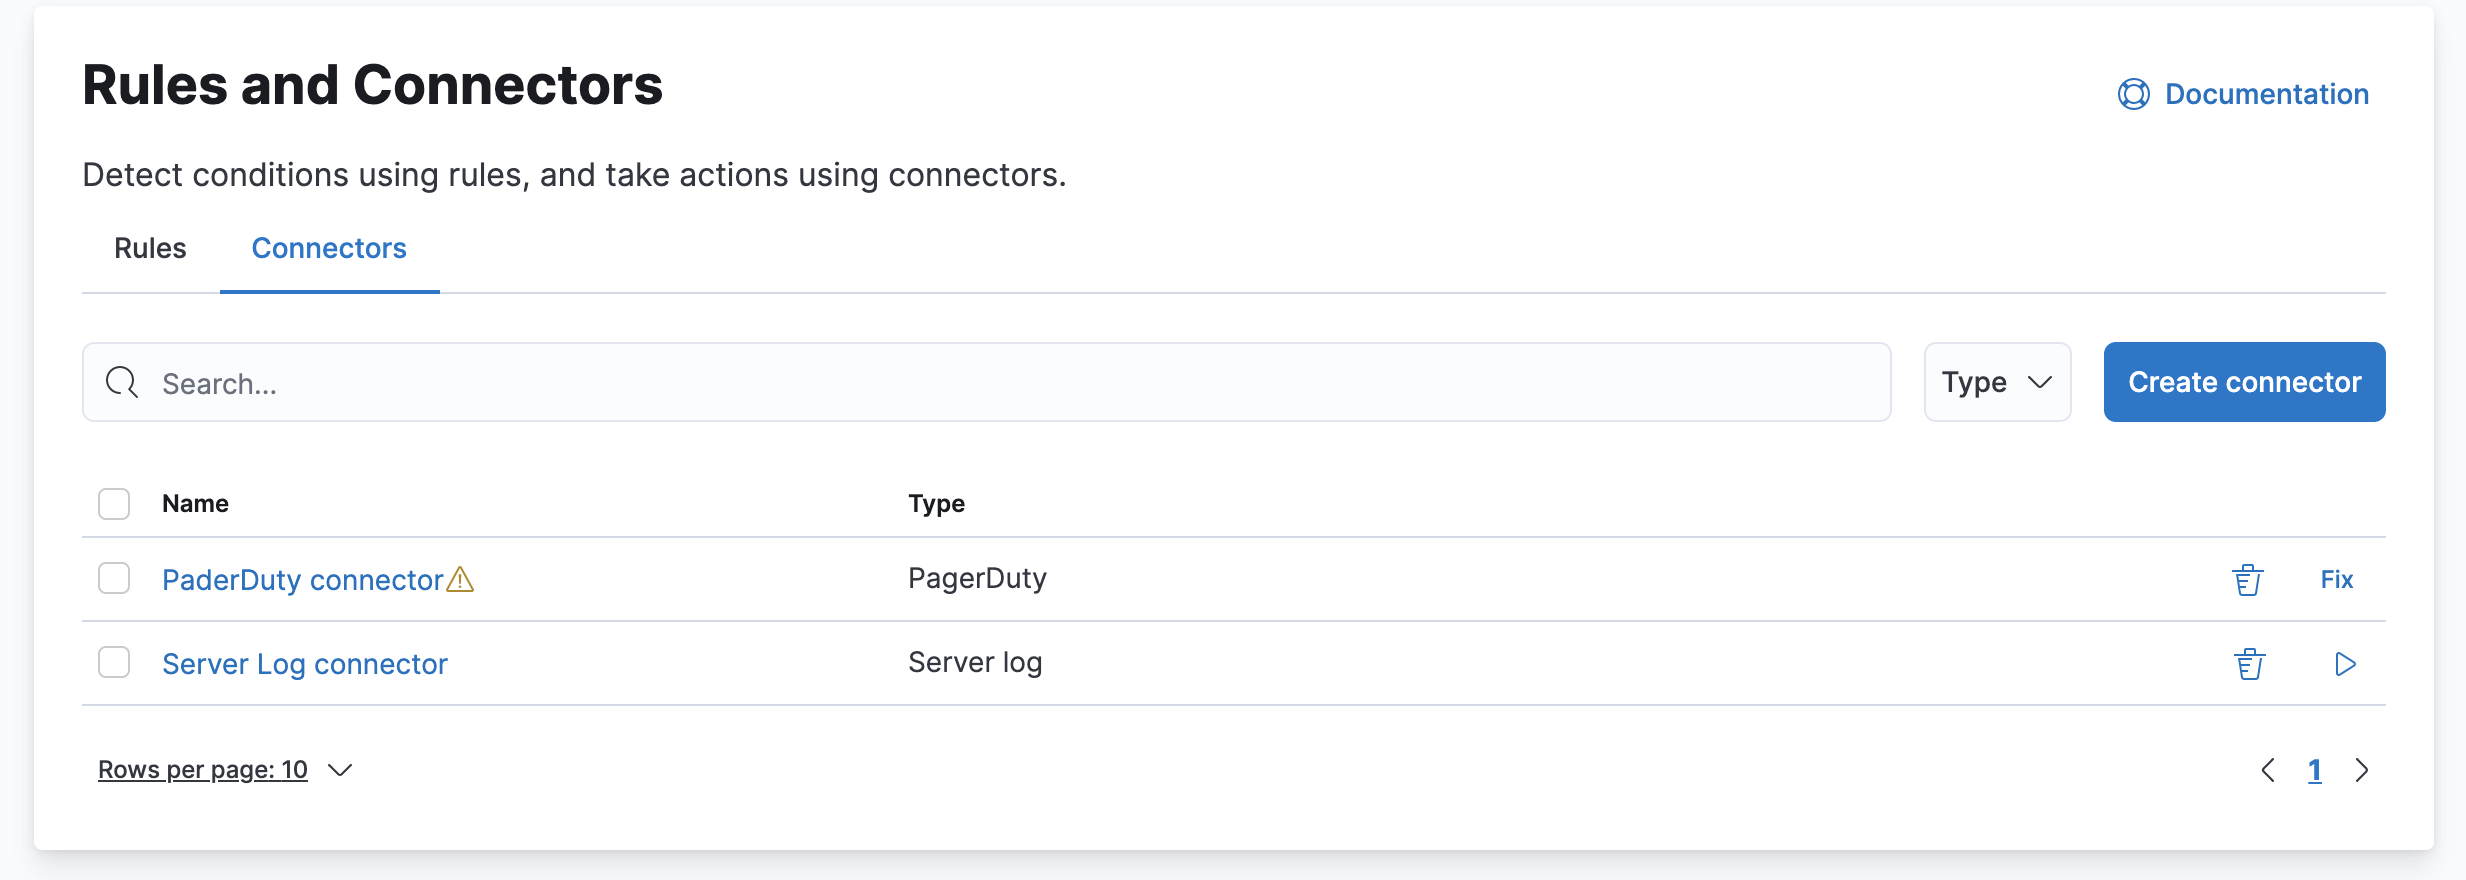 Rules and Connectors
Documentation
Detect conditions using rules, and take actions using connectors.
Rules Connectors
Search...
Type
Create connector
Name Type
PaderDuty connector PagerDuty Fix
Server Log connector Server log
Rows per page: 10
1